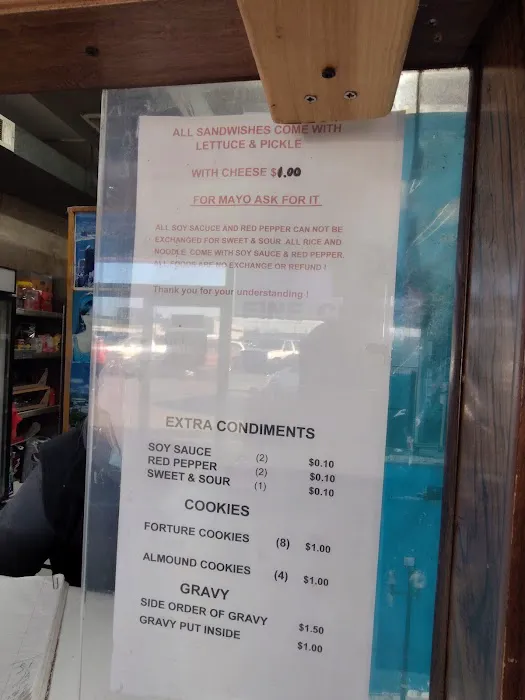 ALL SANDWISHES COME WITH
LETTUCE & PICKLE
WITH CHEESE $1.00
FOR MAYO ASK FOR IT
ALL SOY SACUCE AND RED PEPPER CAN NOT BE
EXCHANGED FOR SWEET & SOUR. ALL RICE AND
NOODLE COME WITH SOY SAUCE & RED PEPPER.
ALL FOODS ARE NO EXCHANGE OR REFUND !
Thank you for your understanding !
EXTRA CONDIMENTS
SOY SAUCE (2) $0.10
RED PEPPER (2) $0.10
SWEET & SOUR (1) $0.10
COOKIES
FORTURE COOKIES (8) $1.00
ALMOUND COOKIES (4) $1.00
GRAVY
SIDE ORDER OF GRAVY $1.50
GRAVY PUT INSIDE $1.00